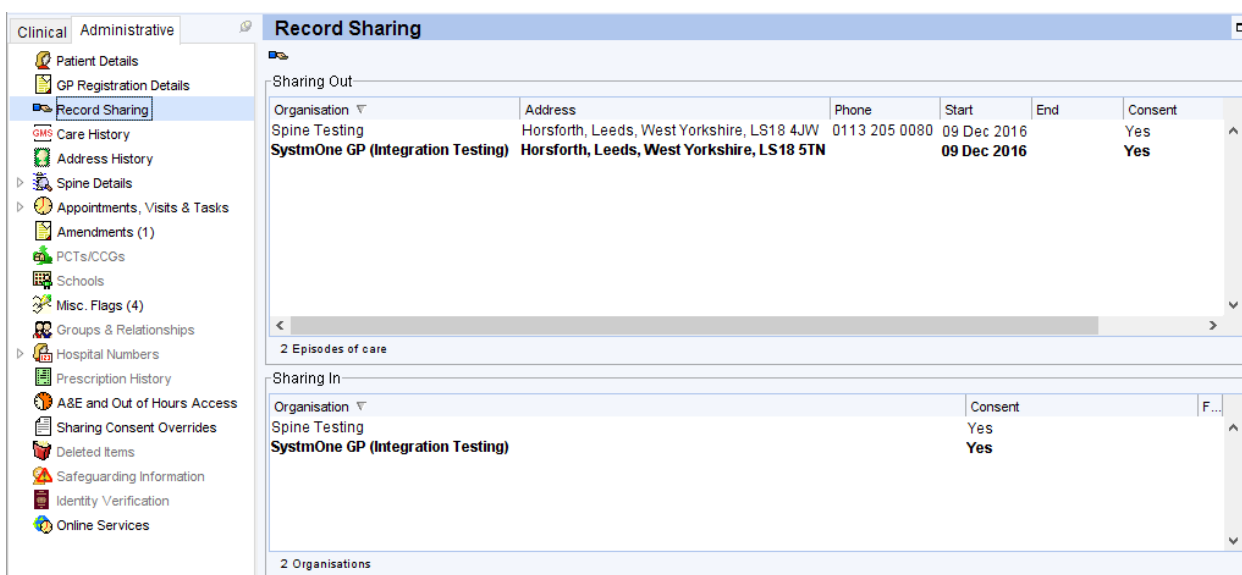 Clinical Administrative
Patient Details
GP Registration Details
Record Sharing
GMS Care History
Address History
Spine Details
Appointments, Visits & Tasks
Amendments (1)
PCTs/CCGs
Schools
Misc. Flags (4)
Groups & Relationships
123 Hospital Numbers
Prescription History
A&E and Out of Hours Access
Sharing Consent Overrides
Deleted Items
Safeguarding Information
Identity Verification
Online Services
Record Sharing
Sharing Out
Organisation Address Phone Start End Consent
Spine Testing Horsforth, Leeds, West Yorkshire, LS18 4JW 0113 205 0080 09 Dec 2016 Yes
SystmOne GP (Integration Testing) Horsforth, Leeds, West Yorkshire, LS18 5TN 09 Dec 2016 Yes
2 Episodes of care
Sharing In
Organisation Consent F...
Spine Testing Yes
SystmOne GP (Integration Testing) Yes
2 Organisations